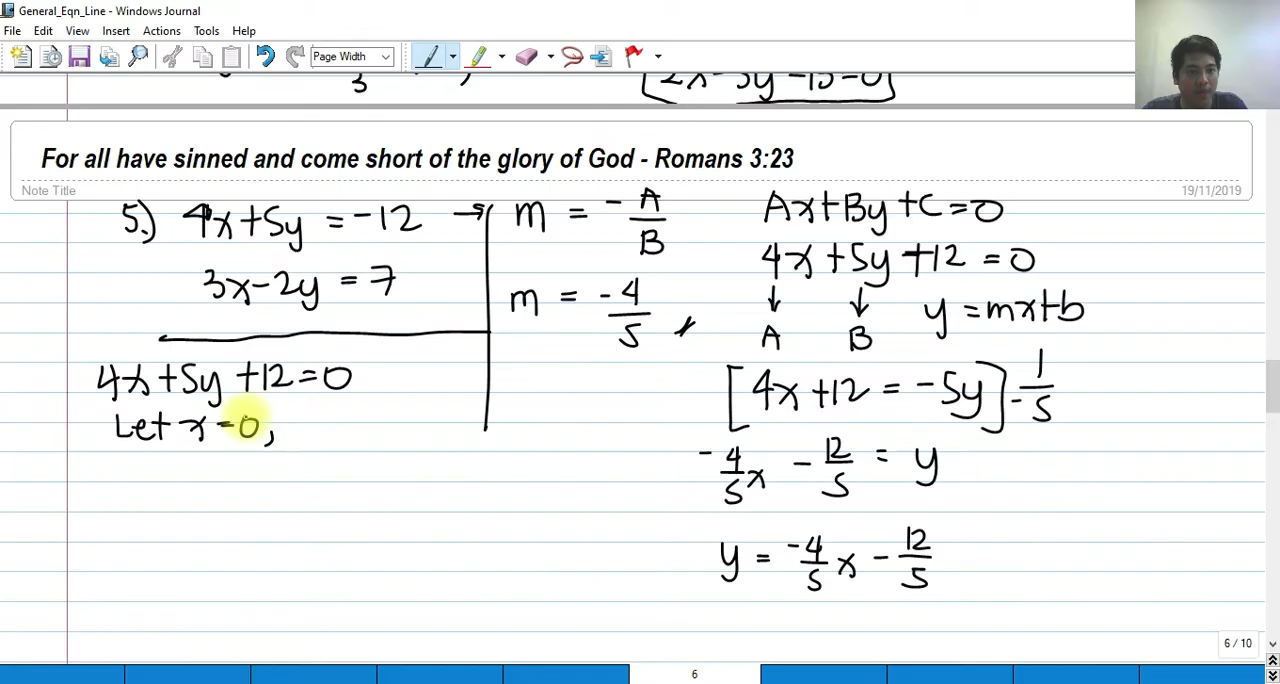 General_Eqn_Line - Windows Journal
File Edit View Insert Actions Tools Help
Page Width
For all have sinned and come short of the glory of God - Romans 3:23
Note Title
19/11/2019
5.) 4x+5y = -12 →
3x-2y = 7
4x+5y+12=0
Let x=0,
m = -A/B
m = -4/5
Ax+By+C=0
4x+5y+12=0
↓ ↓
A B
y=mx+b
[4x+12 = -5y] -1/5
-4/5x - 12/5 = y
y = -4/5x - 12/5
6 / 10
6